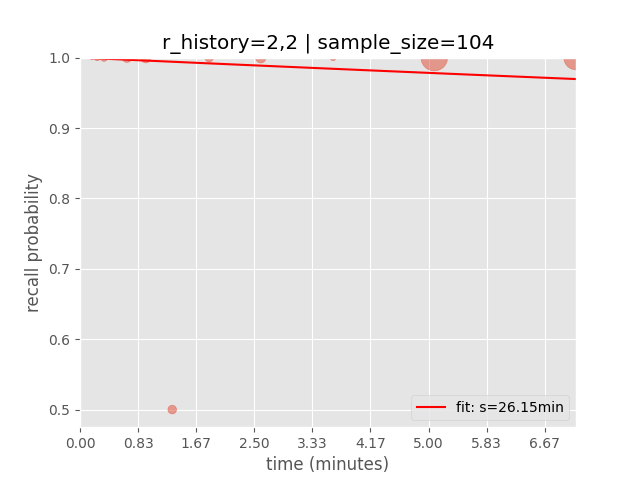 r_history=2,2 | sample_size=104
recall probability
1.0
0.9
0.8
0.7
0.6
0.5
fit: s=26.15min
0.00 0.83 1.67 2.50 3.33 4.17 5.00 5.83 6.67
time (minutes)